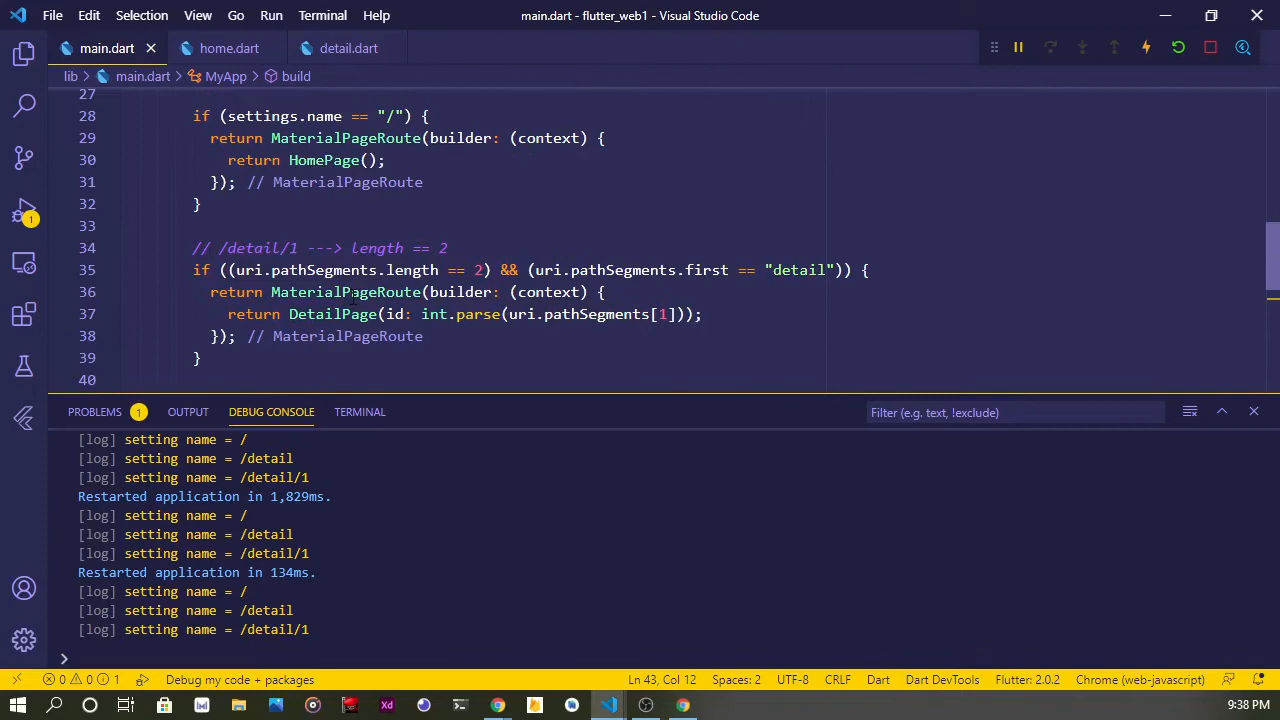 File Edit Selection View Go Run Terminal Help main.dart - flutter_web1 - Visual Studio Code
main.dart home.dart detail.dart
lib > main.dart > MyApp > build
27
28 if (settings.name == "/") {
29 return MaterialPageRoute(builder: (context) {
30 return HomePage();
31 }); // MaterialPageRoute
32 }
33
34 // /detail/1 ---> length == 2
35 if ((uri.pathSegments.length == 2) && (uri.pathSegments.first == "detail")) {
36 return MaterialPageRoute(builder: (context) {
37 return DetailPage(id: int.parse(uri.pathSegments[1]));
38 }); // MaterialPageRoute
39 }
40
1
PROBLEMS 1 OUTPUT DEBUG CONSOLE TERMINAL Filter (e.g. text, !exclude)
[log] setting name = /
[log] setting name = /detail
[log] setting name = /detail/1
Restarted application in 1,829ms.
[log] setting name = /
[log] setting name = /detail
[log] setting name = /detail/1
Restarted application in 134ms.
[log] setting name = /
[log] setting name = /detail
[log] setting name = /detail/1
>
0 0 1 Debug my code + packages Ln 43, Col 12 Spaces: 2 UTF-8 CRLF Dart Dart DevTools Flutter: 2.0.2 Chrome (web-javascript)
Xd 9:38 PM